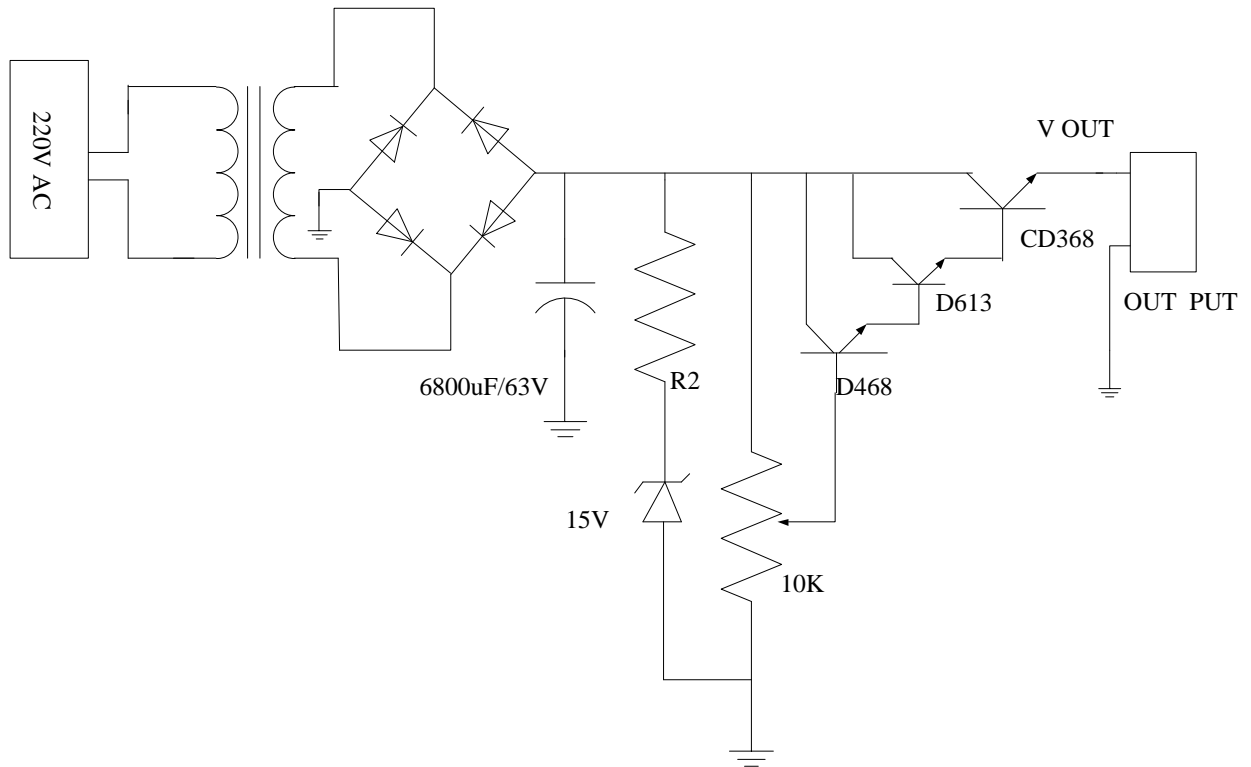 220V AC
V OUT
CD368
OUT PUT
D613
D468
R2
6800uF/63V
15V
10K